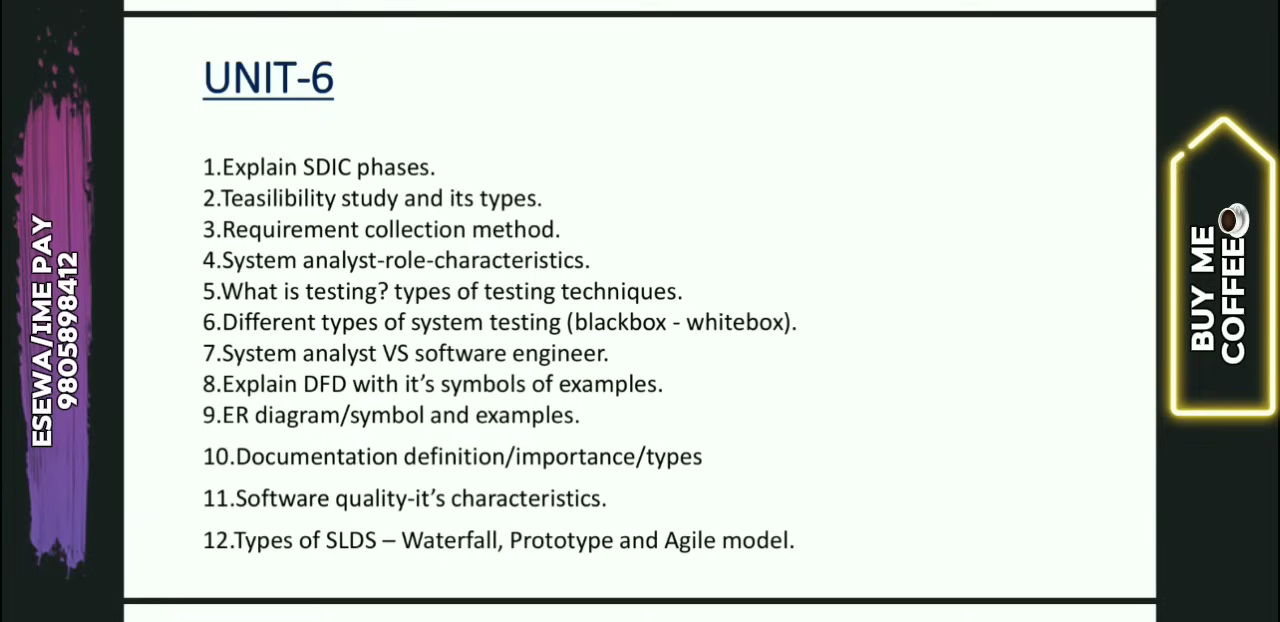 UNIT-6
1.Explain SDIC phases.
2.Teasilibility study and its types.
3.Requirement collection method.
4.System analyst-role-characteristics.
5.What is testing? types of testing techniques.
6.Different types of system testing (blackbox - whitebox).
7.System analyst VS software engineer.
8.Explain DFD with it’s symbols of examples.
9.ER diagram/symbol and examples.
10.Documentation definition/importance/types
11.Software quality-it’s characteristics.
12.Types of SLDS – Waterfall, Prototype and Agile model.
ESEWA/IME PAY
9805898412
BUY ME
COFFEE